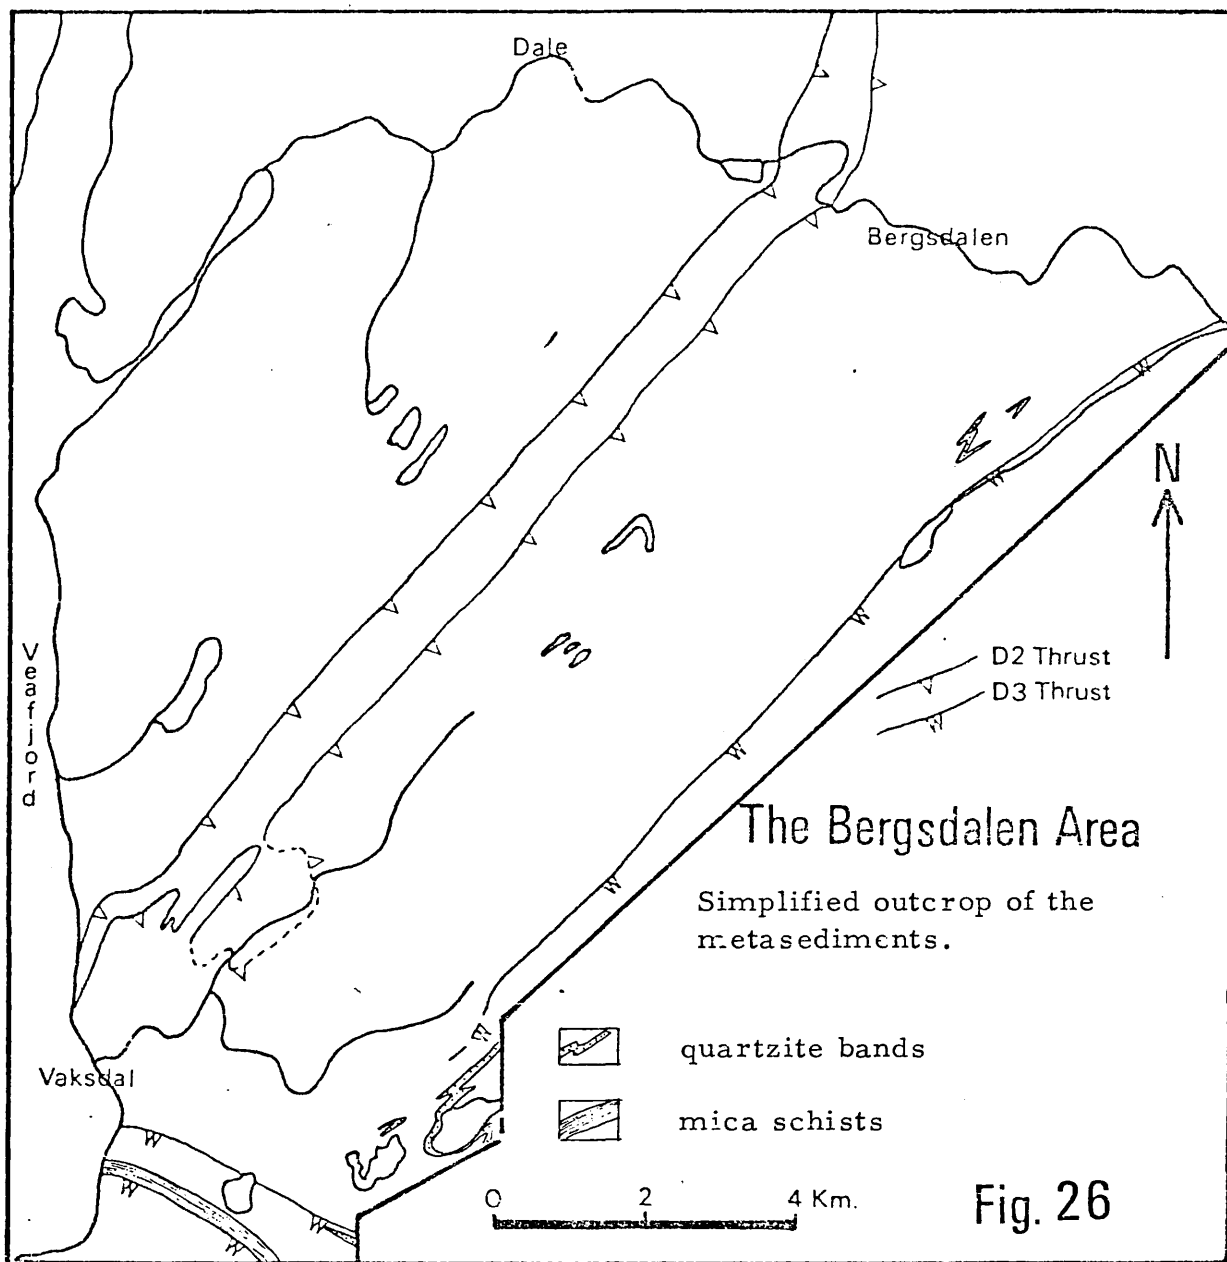 Dale
Bergsdalen
N
Veafjord
D2 Thrust
D3 Thrust
The Bergsdalen Area
Simplified outcrop of the
metasediments.
quartzite bands
Vaksdal
mica schists
0 2 4 Km.
Fig. 26